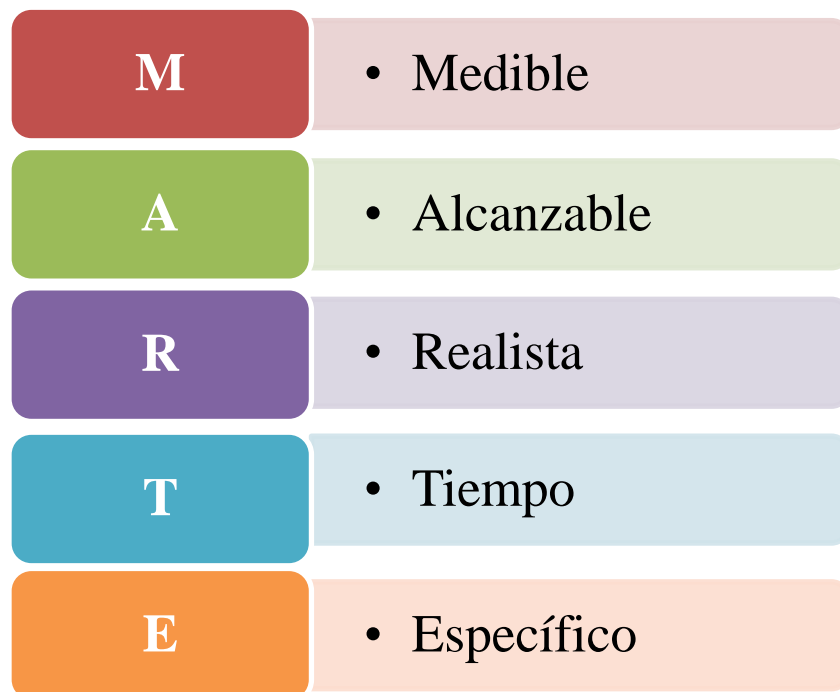 M
• Medible
A
• Alcanzable
R
• Realista
T
• Tiempo
E
• Específico